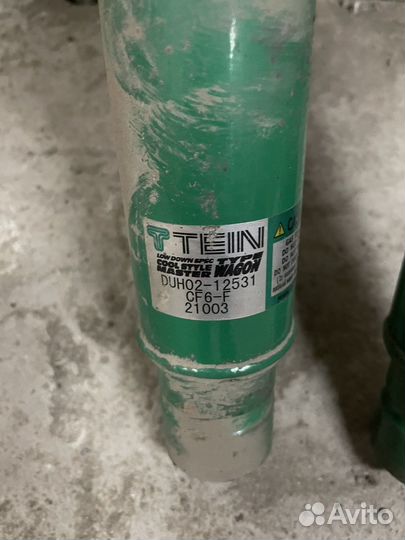 TEIN
LOW DOWN SPEC
COOL STYLE TYPE
MASTER WAGON
DUH02-12531
CF6-F
21003
Avito